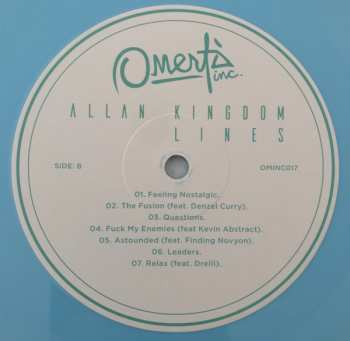 Omertà
inc.
ALLAN KINGDOM
LINES
SIDE: B
OMINC017
01. Feeling Nostalgic.
02. The Fusion (feat. Denzel Curry).
03. Questions.
04. Fuck My Enemies (feat Kevin Abstract).
05. Astounded (feat. Finding Novyon).
06. Leaders.
07. Relax (feat. Drelli).